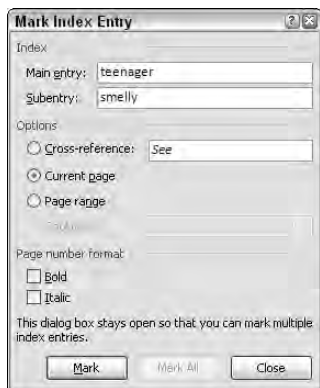 Mark Index Entry
Index
Main entry: teenager
Subentry: smelly
Options
Cross-reference: See
Current page
Page range
Page number format
Bold
Italic
This dialog box stays open so that you can mark multiple
index entries.
Mark Mark All Close